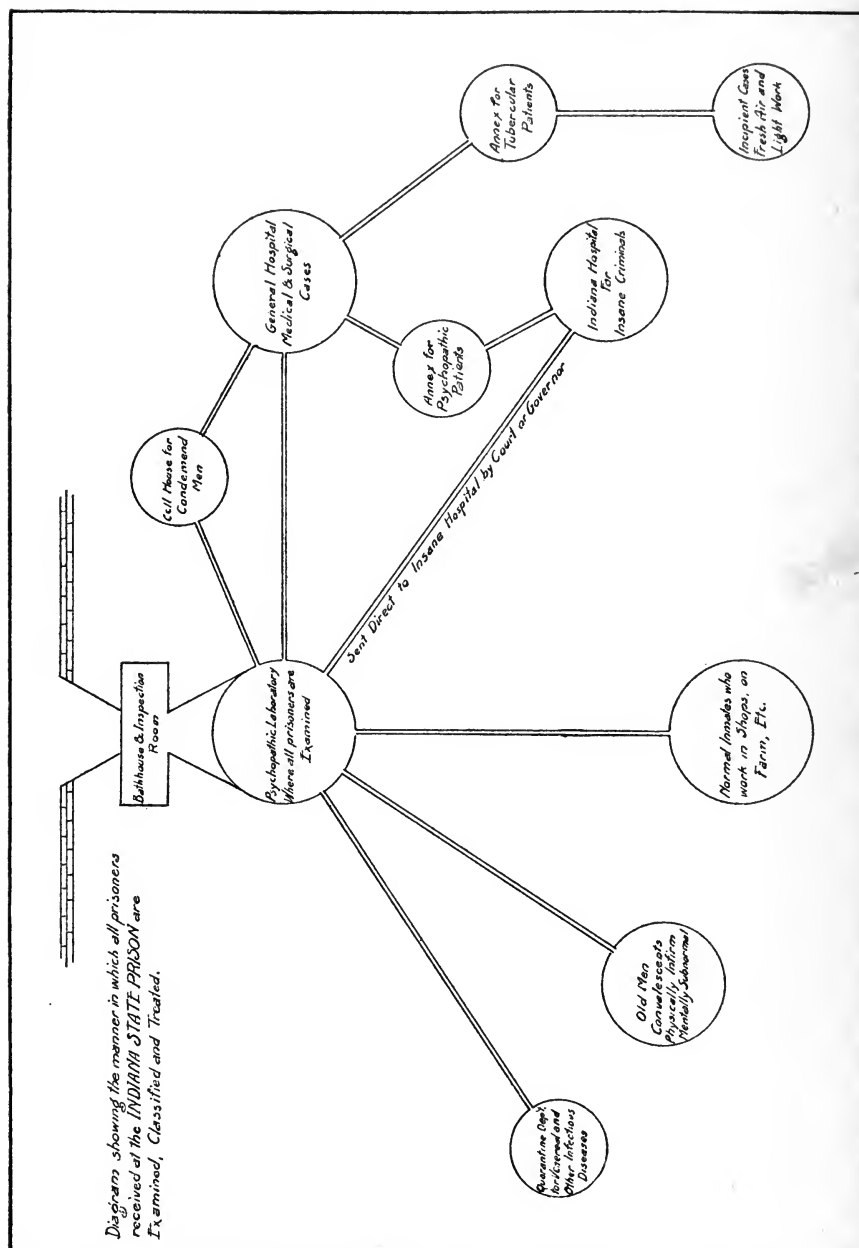 Diagram showing the manner in which all prisoners
received at the INDIANA STATE PRISON are
Examined, Classified and Treated.
Bathhouse & Inspection
Room
Psychopathic Laboratory
Where all prisoners are
Examined
Cell House for
Condemend
Men
General Hospital
Medical & Surgical
Cases
Annex for
Tubercular
Patients
Incipient Cases
Fresh Air and
Light Work
Annex for
Psychopathic
Patients
Indiana Hospital
For
Insane Criminals
Sent Direct to Insane Hospital by Court or Governor
Normal Inmates who
work in Shops, on
Farm, Etc.
Old Men
Convalescents
Physically Infirm
Mentally Subnormal
Quarantine Dep't.
for Venereal and
Other Infectious
Diseases